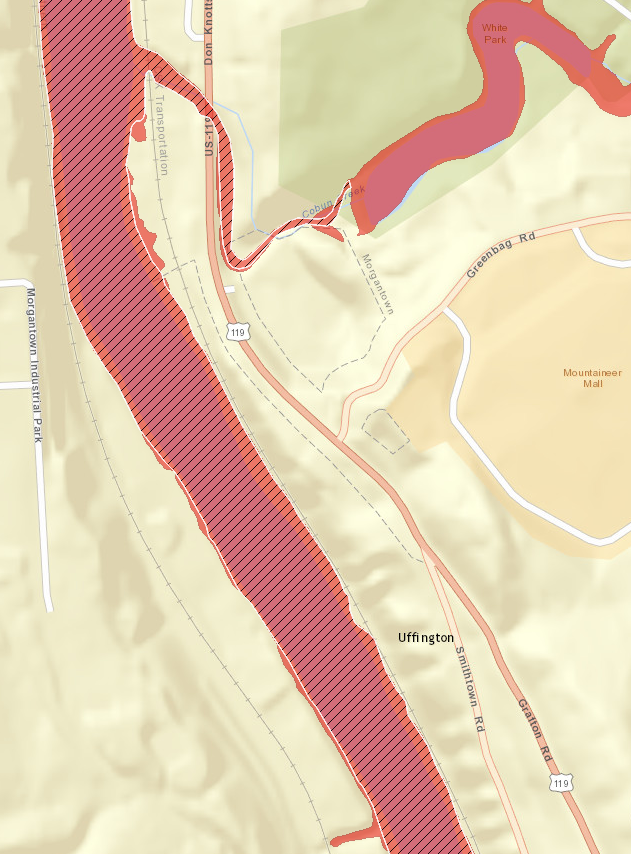 White
Park
Don Knotts
US-119
X Transportation
Cobun Creek
Morgantown
Greenbag Rd
119
Morgantown Industrial Park
Mountaineer
Mall
Uffington
Smithtown Rd
Grafton Rd
119